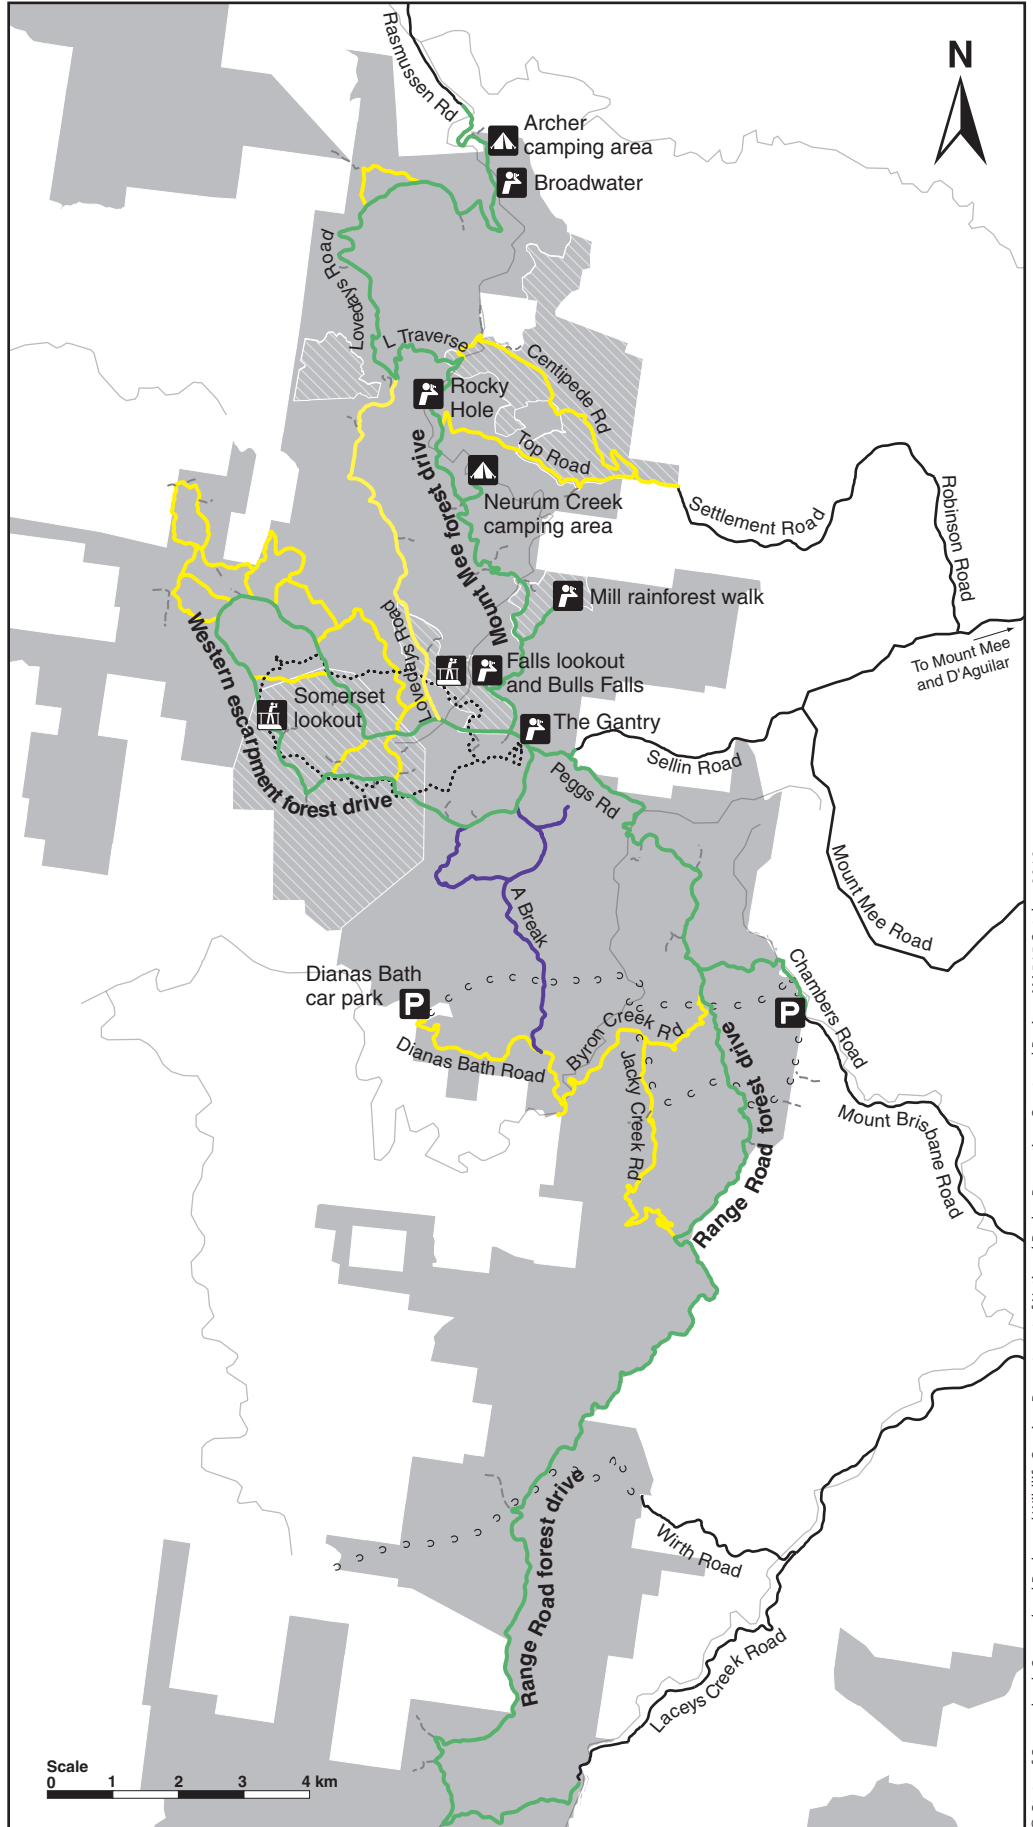 Rasmussen Rd
N
Archer
camping area
Broadwater
Lovedays Road
L Traverse
Centipede Rd
Rocky
Hole
Top Road
Mount Mee forest drive
Neurum Creek
camping area
Settlement Road
Robinson Road
Mill rainforest walk
Lovedays Road
Western escarpment forest drive
Falls lookout
and Bulls Falls
To Mount Mee
and D'Aguilar
Somerset
lookout
The Gantry
Sellin Road
Peggs Rd
Mount Mee Road
A Break
Dianas Bath
car park
P
P
Chambers Road
Byron Creek Rd
Dianas Bath Road
Jacky Creek Rd
Range Road forest drive
Mount Brisbane Road
Range Road forest drive
Wirth Road
Laceys Creek Road
Scale
0 1 2 3 4 km